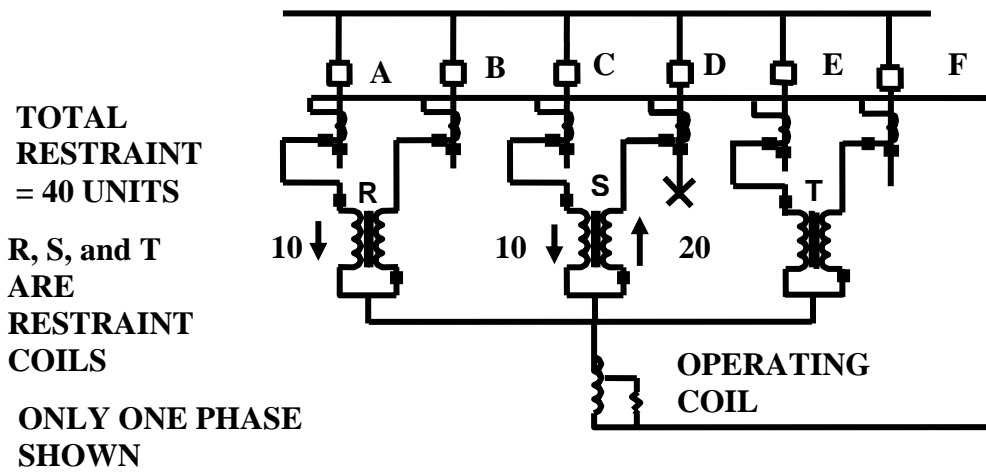 A
B
C
D
E
F
TOTAL
RESTRAINT
= 40 UNITS
R
S
T
10
10
20
R, S, and T
ARE
RESTRAINT
COILS
OPERATING
COIL
ONLY ONE PHASE
SHOWN